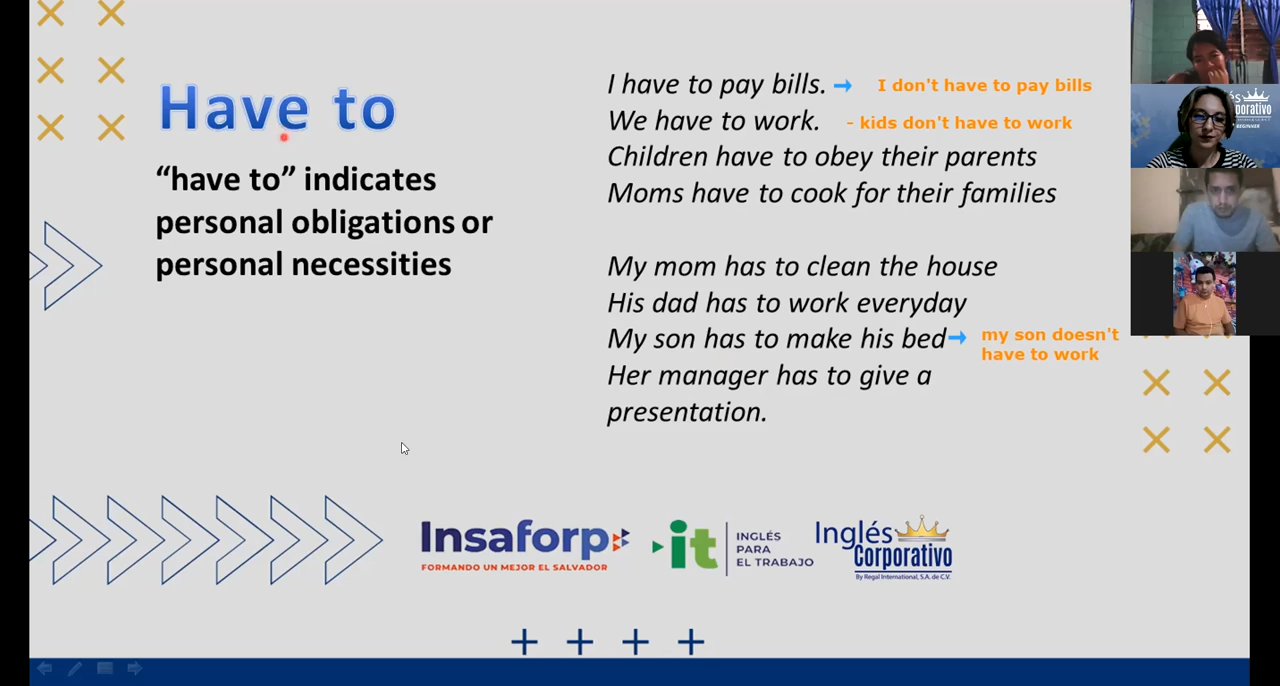 Have to
“have to” indicates
personal obligations or
personal necessities
I have to pay bills. I don't have to pay bills
We have to work. - kids don't have to work
Children have to obey their parents
Moms have to cook for their families
My mom has to clean the house
His dad has to work everyday
My son has to make his bed my son doesn't
have to work
Her manager has to give a
presentation.
Insaforp
FORMANDO UN MEJOR EL SALVADOR
it
INGLÉS
PARA
EL TRABAJO
Inglés
Corporativo
By Regal International, S.A. de C.V.